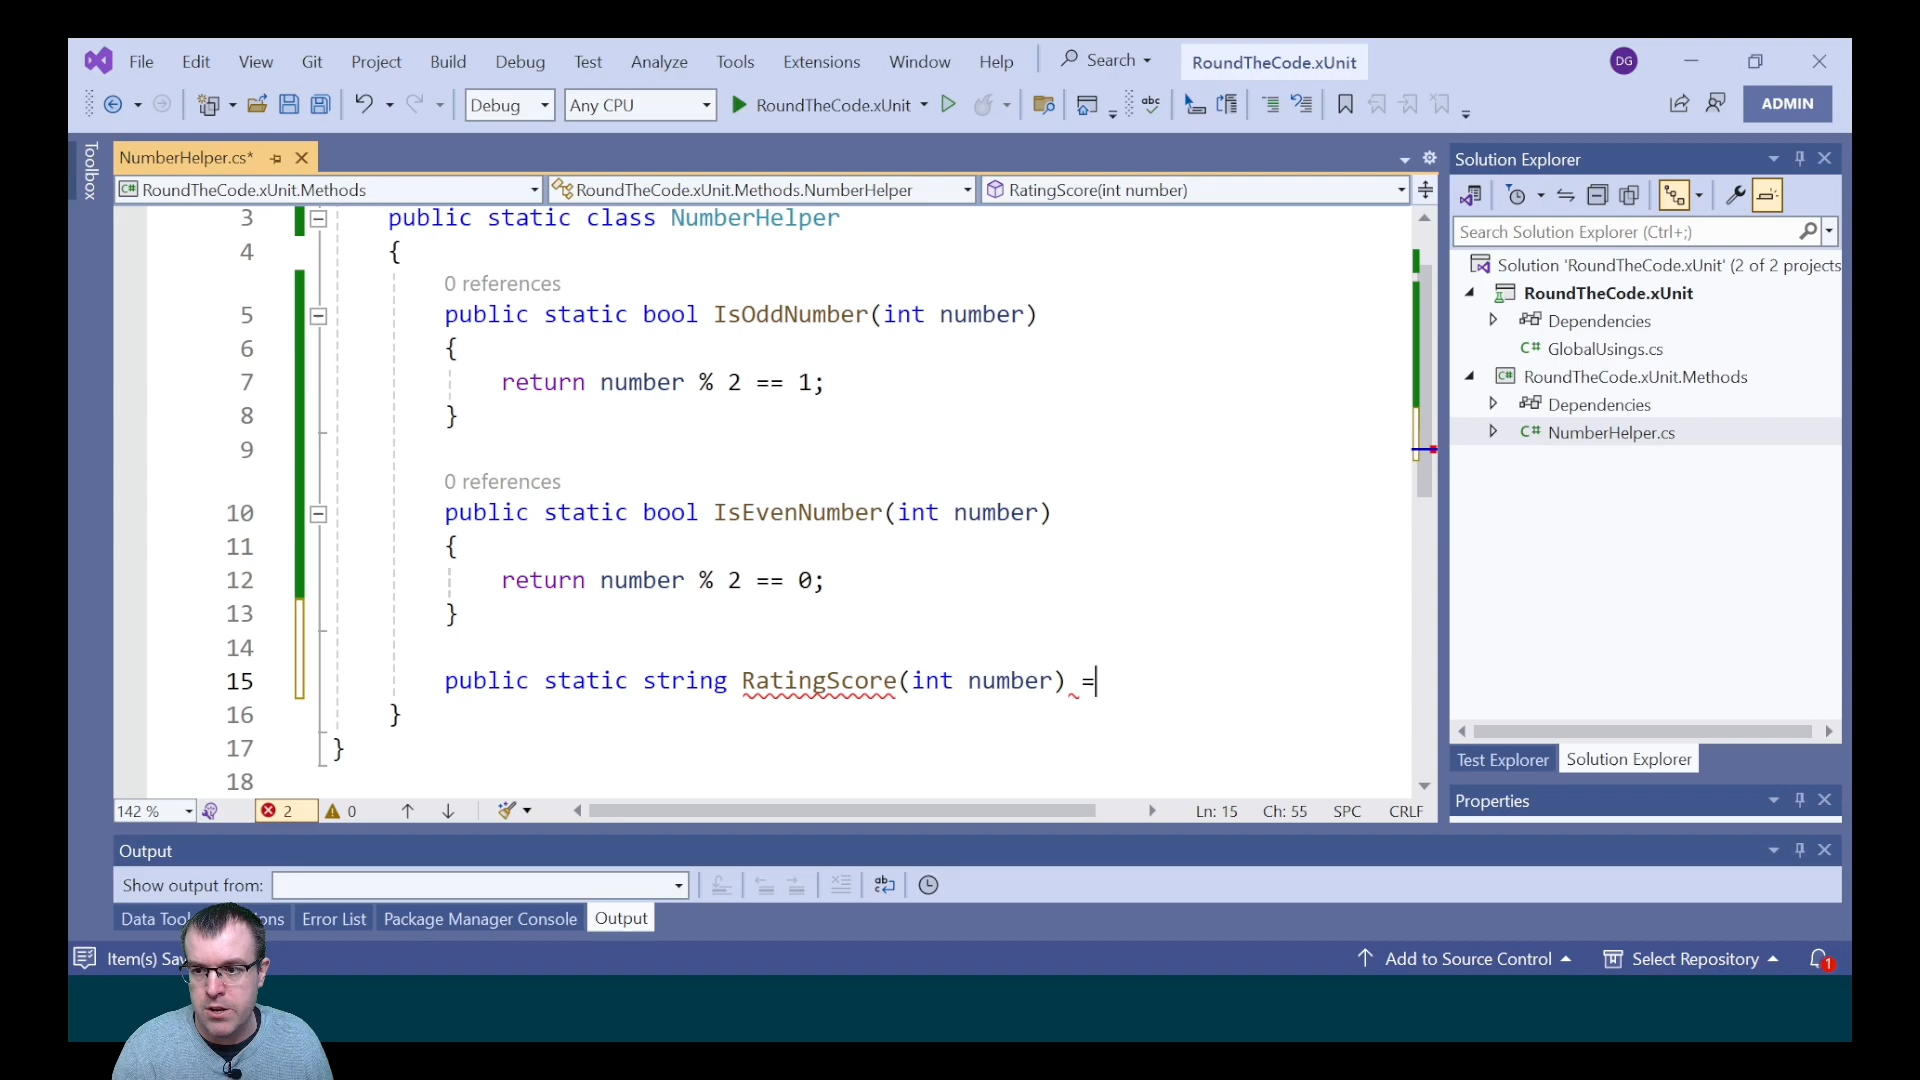 File Edit View Git Project Build Debug Test Analyze Tools Extensions Window Help Search RoundTheCode.xUnit DG
Debug Any CPU RoundTheCode.xUnit abc ADMIN
Toolbox
NumberHelper.cs*
RoundTheCode.xUnit.Methods RoundTheCode.xUnit.Methods.NumberHelper RatingScore(int number)
3 public static class NumberHelper
4 {
0 references
5 public static bool IsOddNumber(int number)
6 {
7 return number % 2 == 1;
8 }
9
0 references
10 public static bool IsEvenNumber(int number)
11 {
12 return number % 2 == 0;
13 }
14
15 public static string RatingScore(int number) =
16 }
17 }
18
142 % 2 0 Ln: 15 Ch: 55 SPC CRLF
Solution Explorer
Search Solution Explorer (Ctrl+;)
Solution 'RoundTheCode.xUnit' (2 of 2 projects
RoundTheCode.xUnit
Dependencies
C# GlobalUsings.cs
C# RoundTheCode.xUnit.Methods
Dependencies
C# NumberHelper.cs
Test Explorer Solution Explorer
Properties
Output
Show output from:
Error List Package Manager Console Output
Add to Source Control Select Repository 1